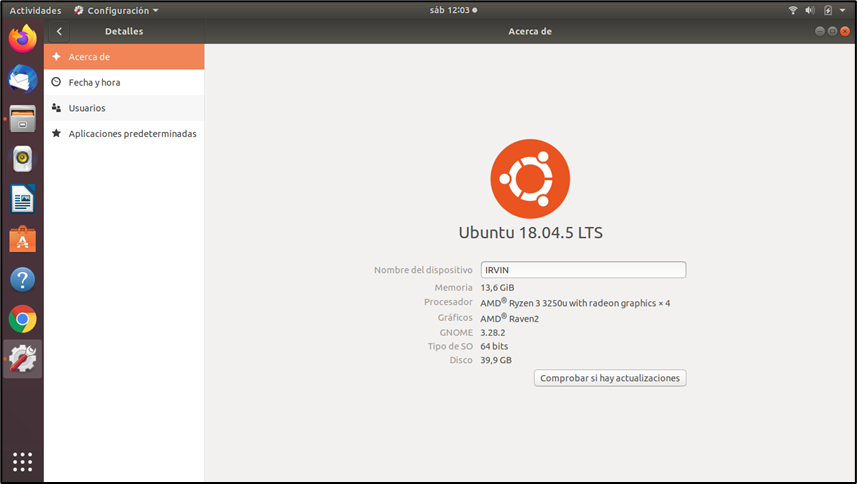 Actividades Configuración sáb 12:03
Detalles Acerca de
Acerca de
Fecha y hora
Usuarios
Aplicaciones predeterminadas
Ubuntu 18.04.5 LTS
Nombre del dispositivo IRVIN
Memoria 13,6 GiB
Procesador AMD® Ryzen 3 3250u with radeon graphics × 4
Gráficos AMD® Raven2
GNOME 3.28.2
Tipo de SO 64 bits
Disco 39,9 GB
Comprobar si hay actualizaciones